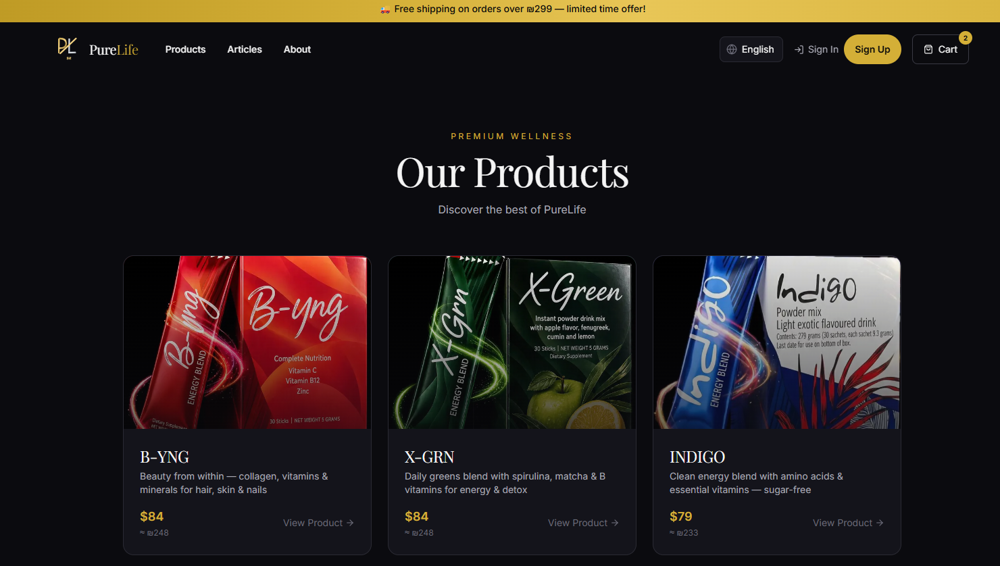 🚚 Free shipping on orders over ₪299 — limited time offer!
PL
PureLife
Products
Articles
About
English
Sign In
Sign Up
Cart
2
PREMIUM WELLNESS
Our Products
Discover the best of PureLife
B-yng
ENERGY BLEND
Dietary Supplement
B-yng
Complete Nutrition
Vitamin C
Vitamin B12
Zinc
30 Sticks | NET WEIGHT 5 GRAMS
X-Grn
ENERGY BLEND
X-Green
Instant powder drink mix
with apple flavor, fenugreek,
cumin and lemon
30 Sticks | NET WEIGHT 5 GRAMS
Dietary Supplement
Indigo
ENERGY BLEND
Indigo
Powder mix
Light exotic flavoured drink
Contents: 279 grams (30 sachets, each sachet 9.3 grams)
Last date for use on bottom of box.
B-YNG
Beauty from within — collagen, vitamins &
minerals for hair, skin & nails
$84
≈ ₪248
View Product →
X-GRN
Daily greens blend with spirulina, matcha & B
vitamins for energy & detox
$84
≈ ₪248
View Product →
INDIGO
Clean energy blend with amino acids &
essential vitamins — sugar-free
$79
≈ ₪233
View Product →